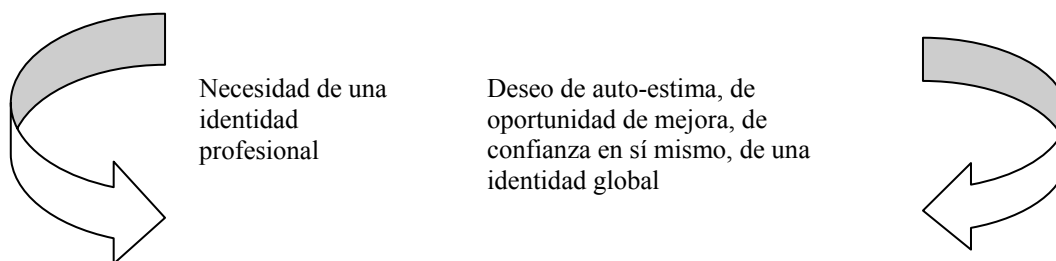 Necesidad de una
identidad
profesional
Deseo de auto-estima, de
oportunidad de mejora, de
confianza en sí mismo, de una
identidad global